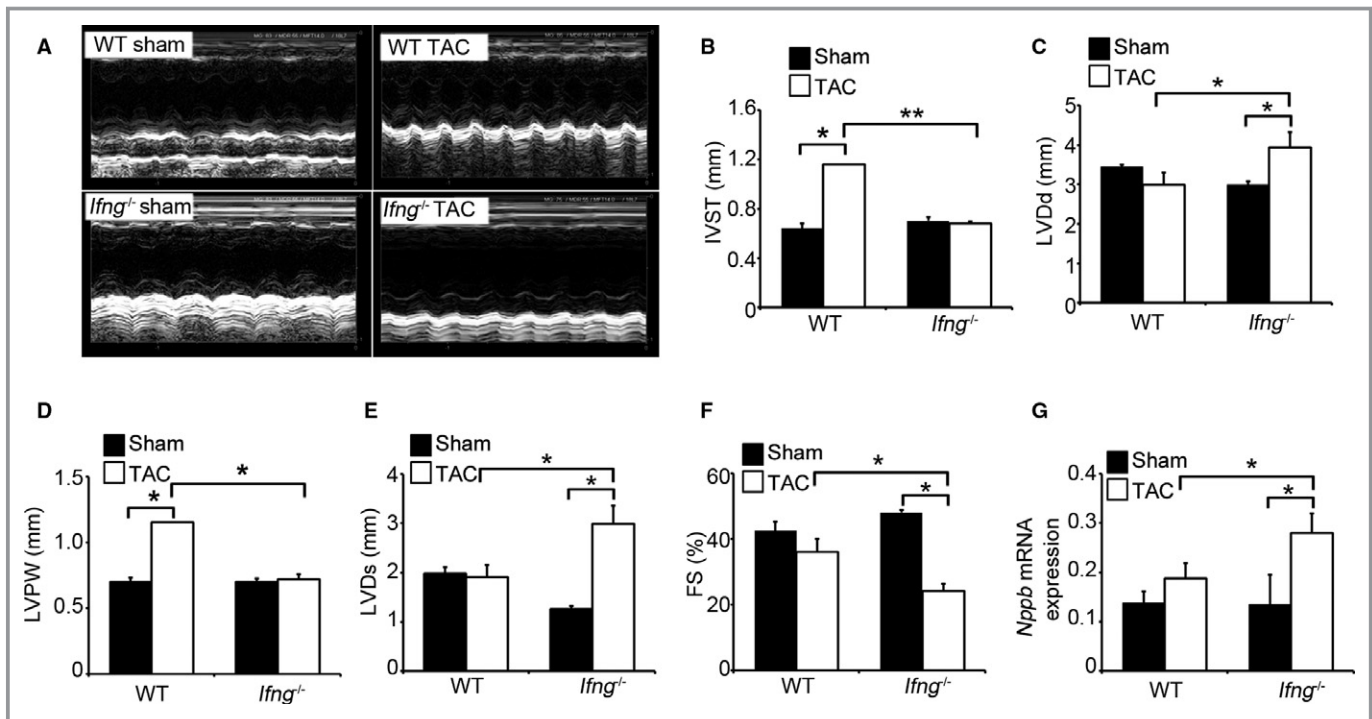 A
WT sham
WT TAC
Ifng-/- sham
Ifng-/- TAC
B
Sham
TAC
1.6
1.2
0.8
0.4
0
IVST (mm)
*
**
WT
Ifng-/-
C
Sham
TAC
5
4
3
2
1
0
LVDd (mm)
*
*
WT
Ifng-/-
D
Sham
TAC
1.5
1.0
0.5
0
LVPW (mm)
*
*
WT
Ifng-/-
E
Sham
TAC
4
3
2
1
0
LVDs (mm)
*
*
WT
Ifng-/-
F
Sham
TAC
60
40
20
0
FS (%)
*
*
WT
Ifng-/-
G
Sham
TAC
0.4
0.3
0.2
0.1
0
Nppb mRNA
expression
*
*
WT
Ifng-/-